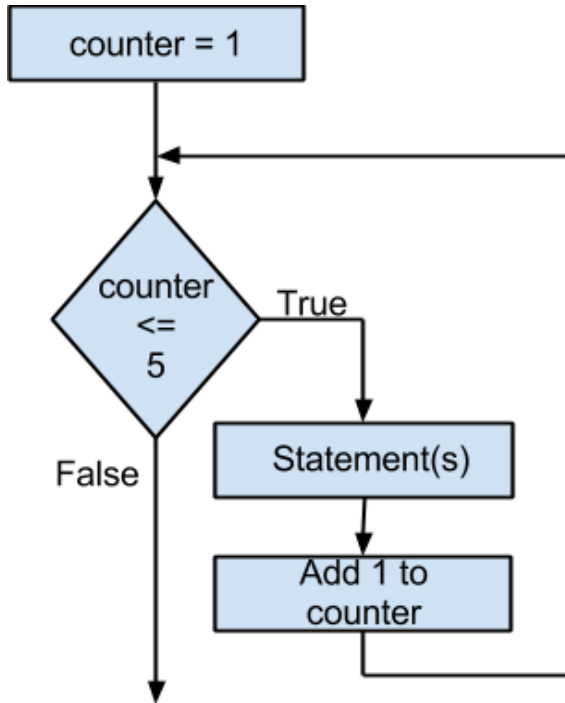 counter = 1
counter
<=
5
True
False
Statement(s)
Add 1 to
counter